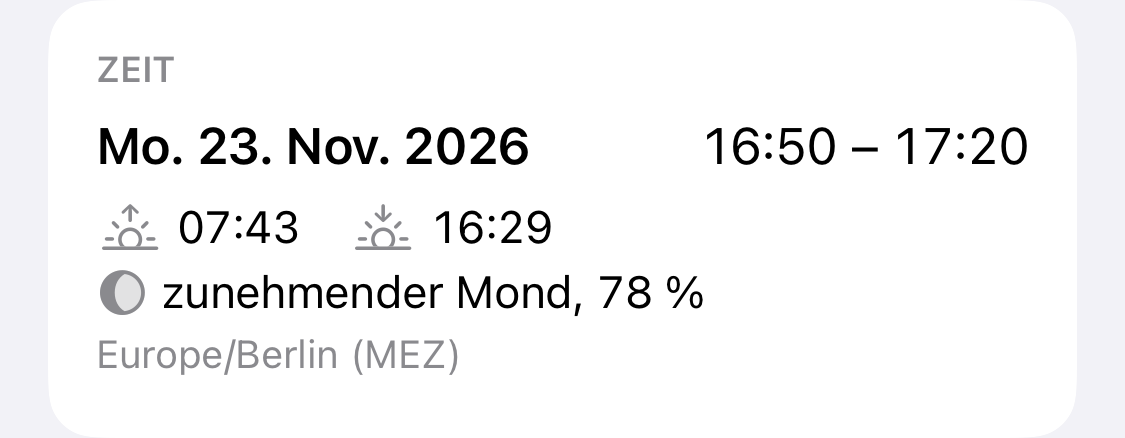 ZEIT
Mo. 23. Nov. 2026 16:50 – 17:20
07:43 16:29
zunehmender Mond, 78 %
Europe/Berlin (MEZ)